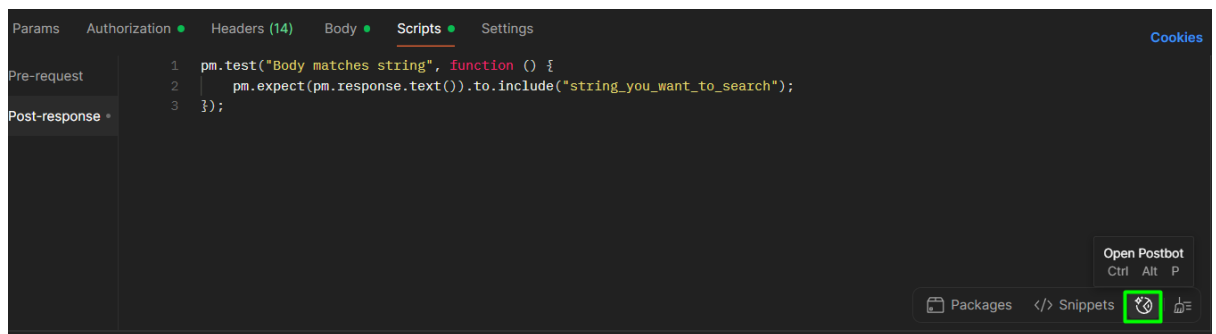 Params Authorization Headers (14) Body Scripts Settings
Cookies
Pre-request
Post-response
1 pm.test("Body matches string", function () {
2 pm.expect(pm.response.text()).to.include("string_you_want_to_search");
3 });
Open Postbot
Ctrl Alt P
Packages </> Snippets